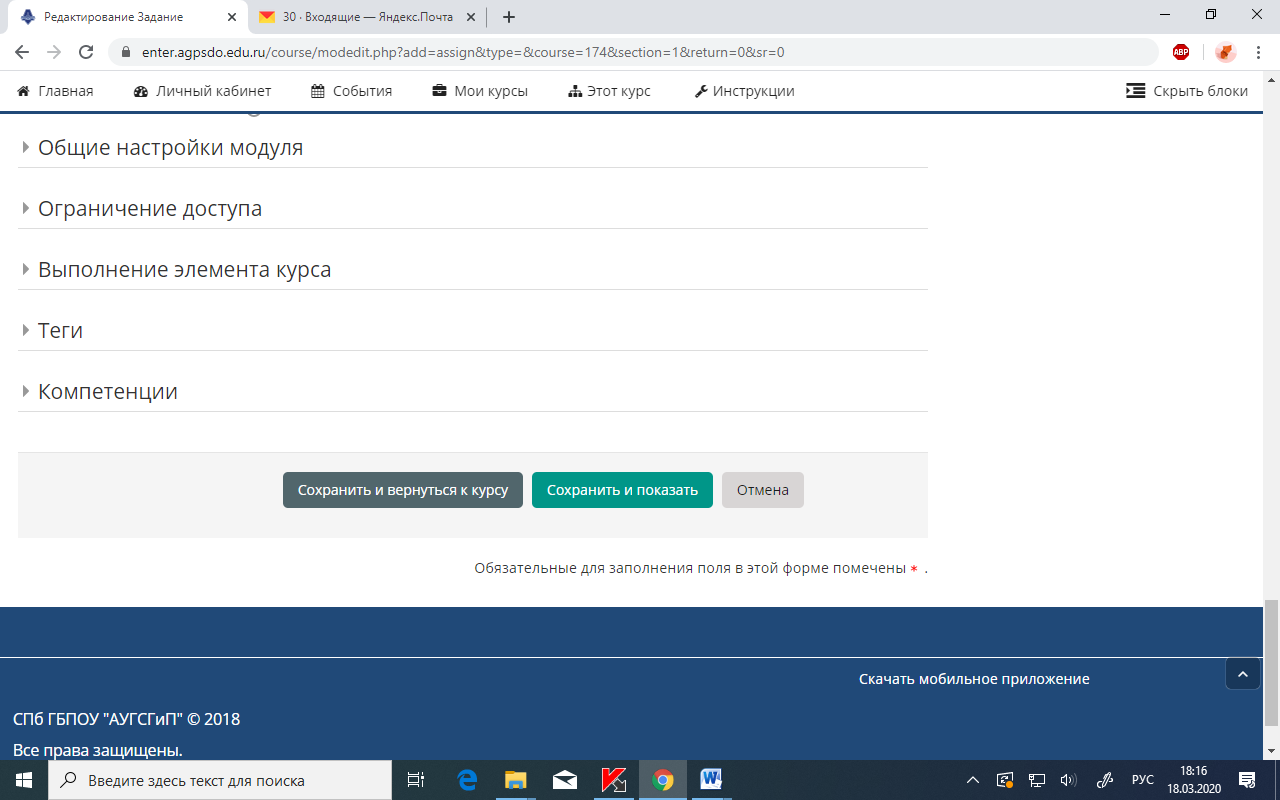 Редактирование Задание
30 · Входящие — Яндекс.Почта
enter.agpsdo.edu.ru/course/modedit.php?add=assign&type=&course=174&section=1&return=0&sr=0
ABP
Главная
Личный кабинет
События
Мои курсы
Этот курс
Инструкции
Скрыть блоки
Общие настройки модуля
Ограничение доступа
Выполнение элемента курса
Теги
Компетенции
Сохранить и вернуться к курсу
Сохранить и показать
Отмена
Обязательные для заполнения поля в этой форме помечены * .
Скачать мобильное приложение
СПб ГБПОУ "АУГСГиП" © 2018
Все права защищены.
Введите здесь текст для поиска
РУС
18:16
18.03.2020